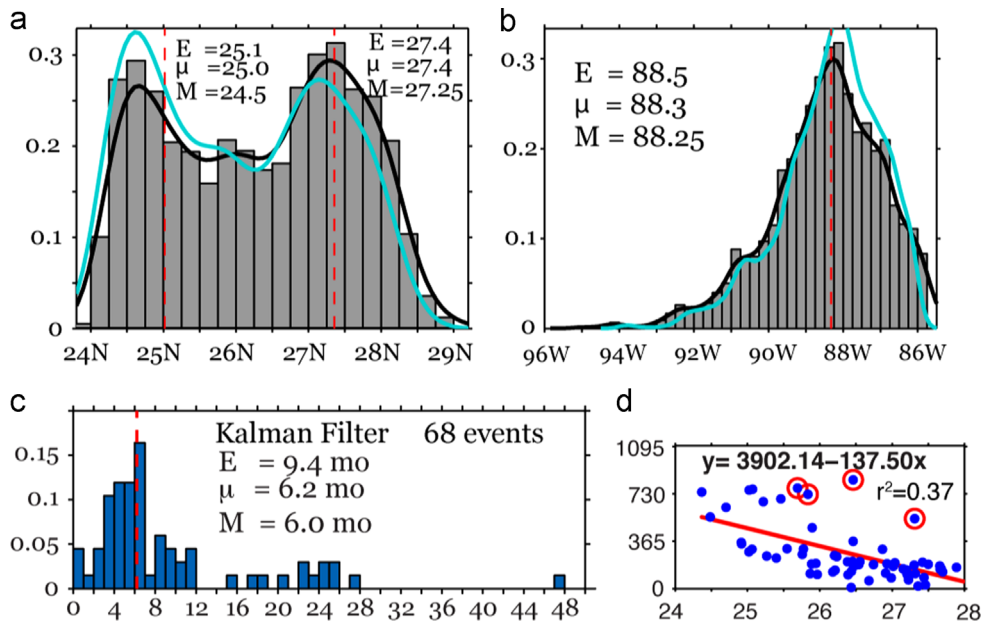 a
0.3
0.2
0.1
0
E =25.1
μ =25.0
M =24.5
E =27.4
μ =27.4
M=27.25
24N 25N 26N 27N 28N 29N
b
0.3
0.2
0.1
0
E = 88.5
μ = 88.3
M = 88.25
96W 94W 92W 90W 88W 86W
c
0.15
0.1
0.05
0
Kalman Filter 68 events
E = 9.4 mo
μ = 6.2 mo
M = 6.0 mo
0 4 8 12 16 20 24 28 32 36 40 44 48
d
1095
730
365
0
y= 3902.14−137.50x
r²=0.37
24 25 26 27 28